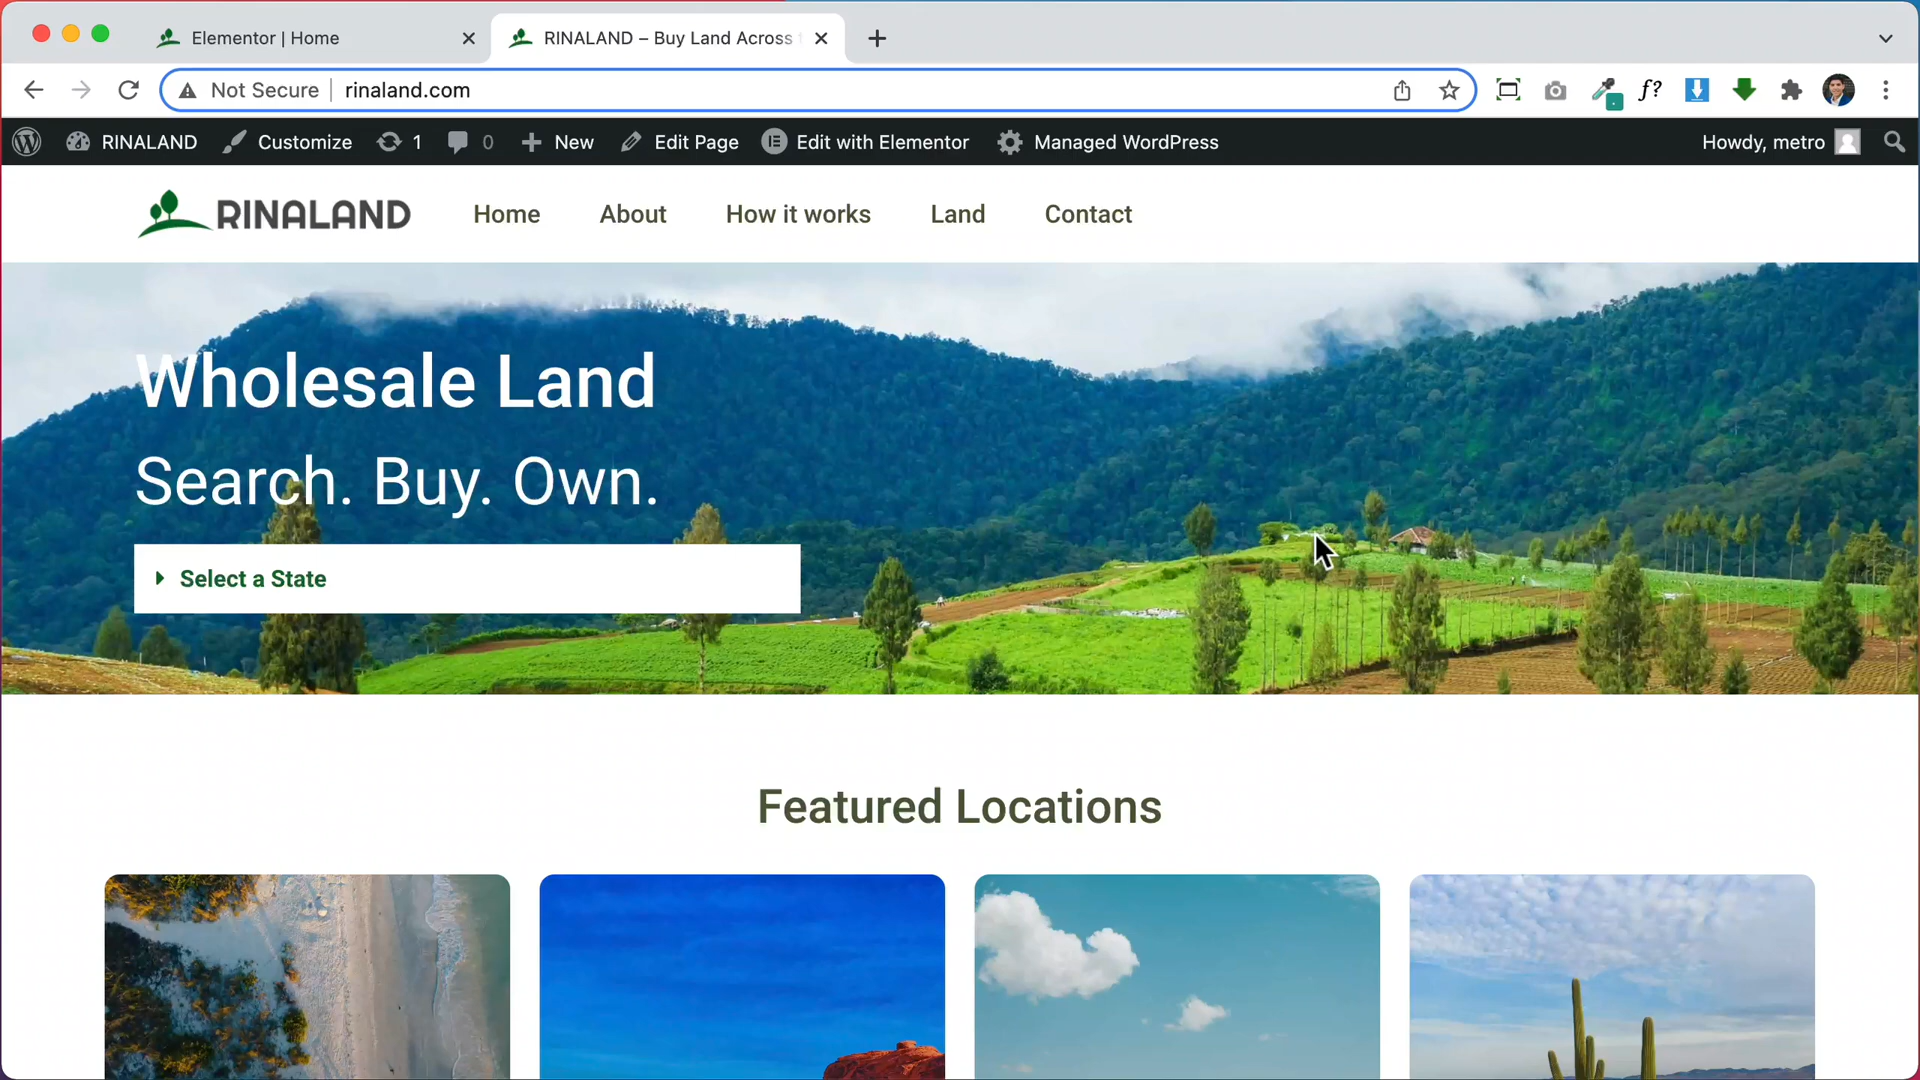 Elementor | Home
RINALAND – Buy Land Across
Not Secure
rinaland.com
f?
RINALAND
Customize
1
0
New
Edit Page
Edit with Elementor
Managed WordPress
Howdy, metro
RINALAND
Home
About
How it works
Land
Contact
Wholesale Land
Search. Buy. Own.
Select a State
Featured Locations